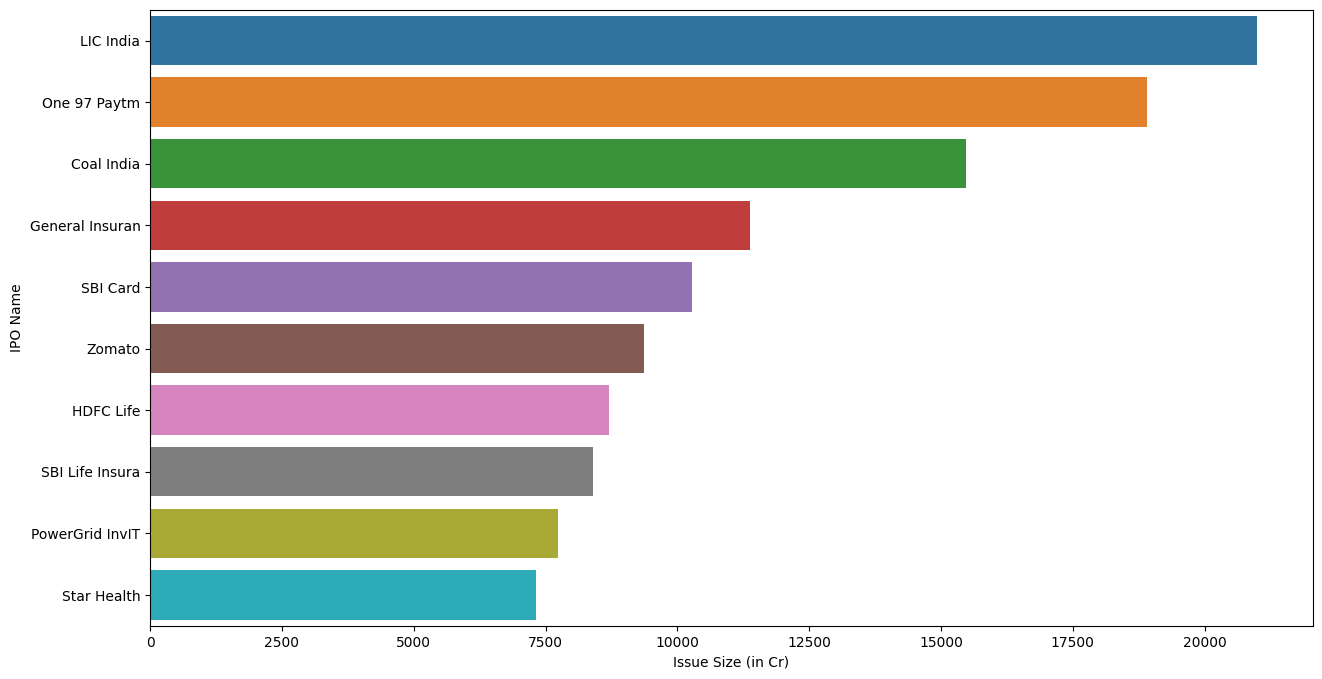 LIC India
One 97 Paytm
Coal India
General Insuran
SBI Card
Zomato
HDFC Life
SBI Life Insura
PowerGrid InvIT
Star Health
IPO Name
0 2500 5000 7500 10000 12500 15000 17500 20000
Issue Size (in Cr)